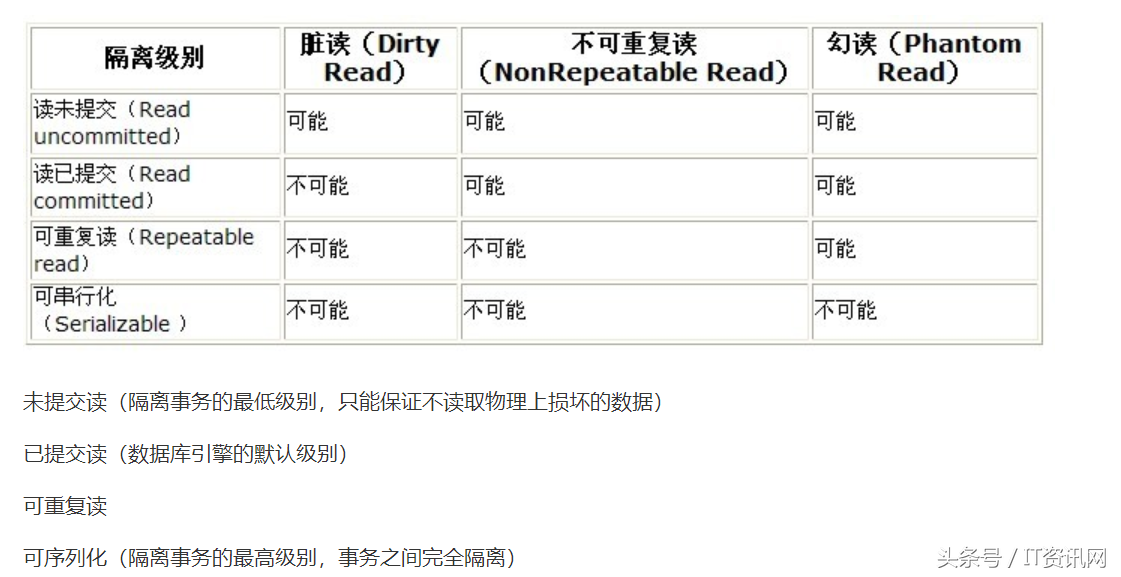 隔离级别
脏读（Dirty
Read）
不可重复读
（NonRepeatable Read）
幻读（Phantom
Read）
读未提交（Read
uncommitted）
可能
可能
可能
读已提交（Read
committed）
不可能
可能
可能
可重复读（Repeatable
read）
不可能
不可能
可能
可串行化
（Serializable ）
不可能
不可能
不可能
未提交读（隔离事务的最低级别，只能保证不读取物理上损坏的数据）
已提交读（数据库引擎的默认级别）
可重复读
可序列化（隔离事务的最高级别，事务之间完全隔离）
头条号 / IT资讯网